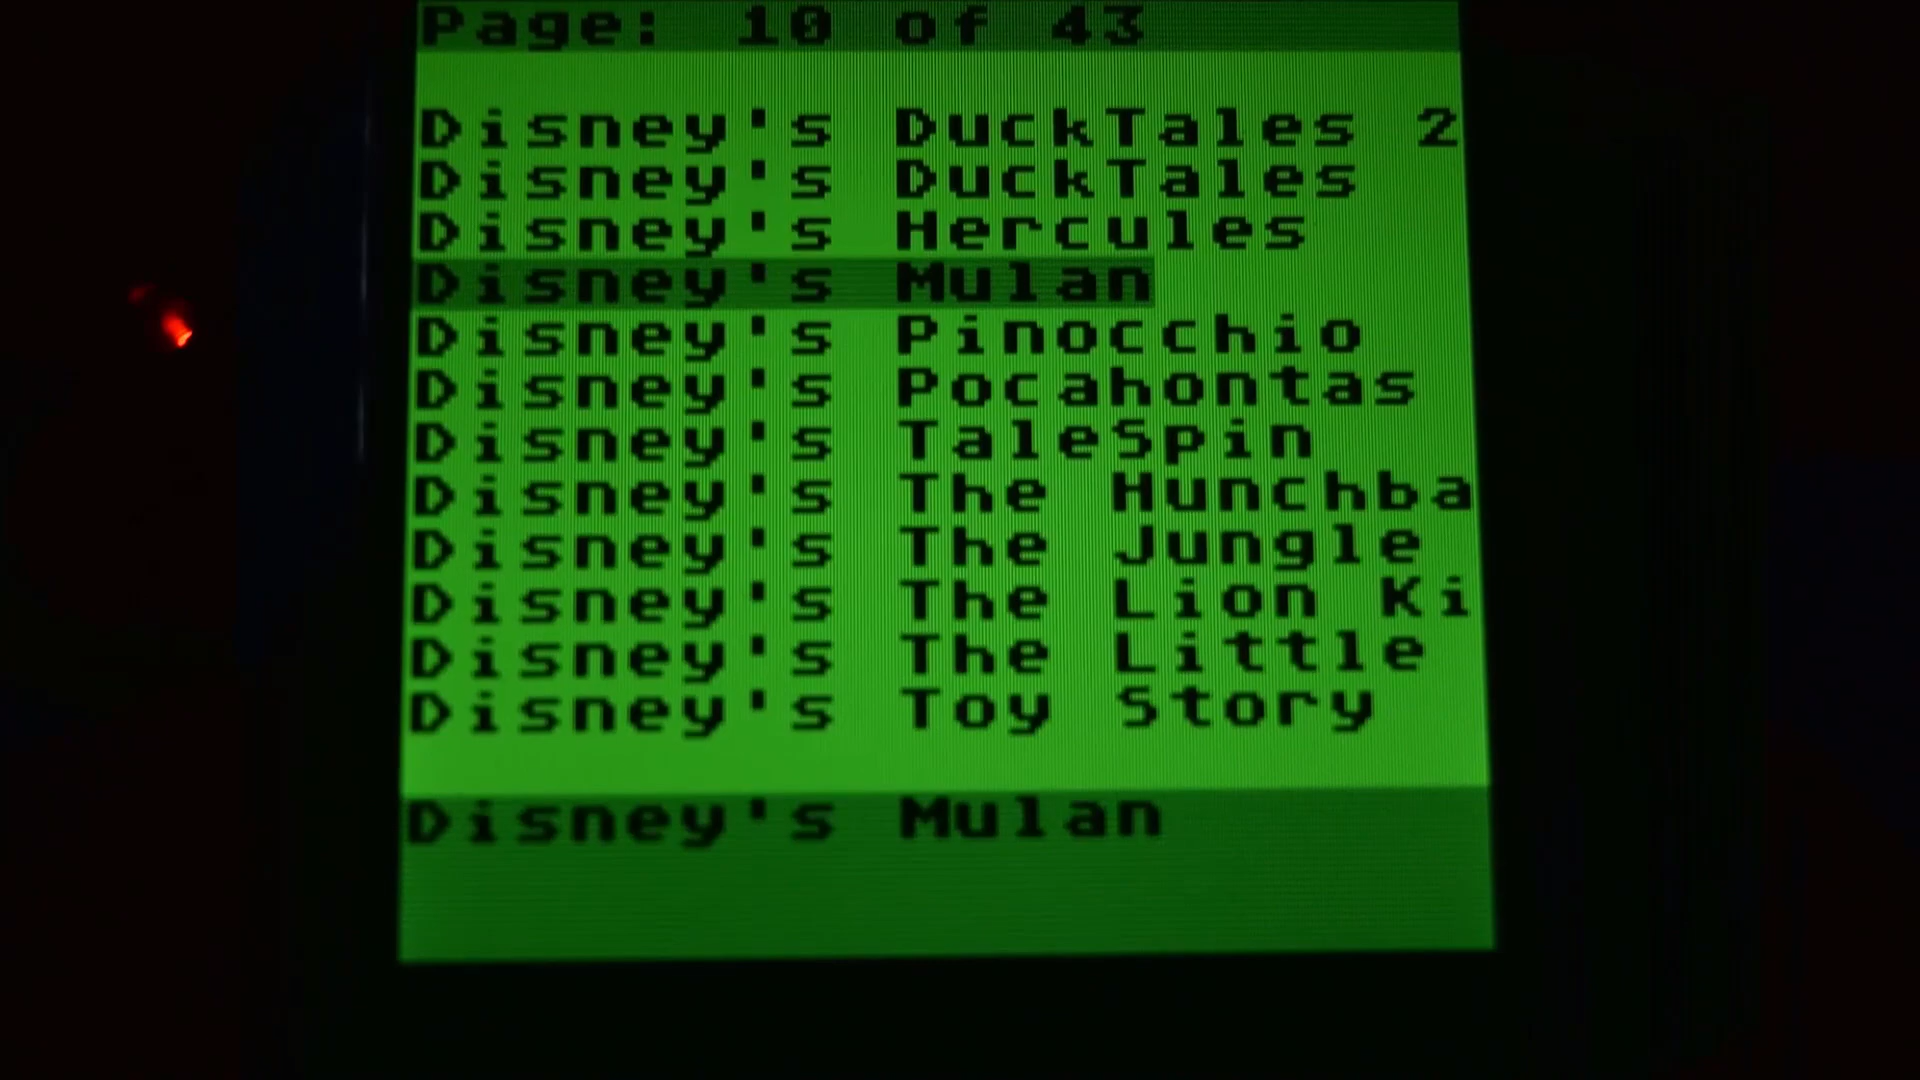 Page: 10 of 43
Disney's DuckTales 2
Disney's DuckTales
Disney's Hercules
Disney's Mulan
Disney's Pinocchio
Disney's Pocahontas
Disney's TaleSpin
Disney's The Hunchba
Disney's The Jungle
Disney's The Lion Ki
Disney's The Little
Disney's Toy Story
Disney's Mulan